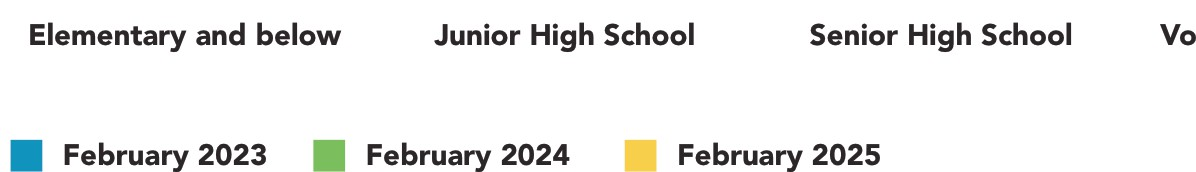 Elementary and below Junior High School Senior High School
February 2023 February 2024 February 2025